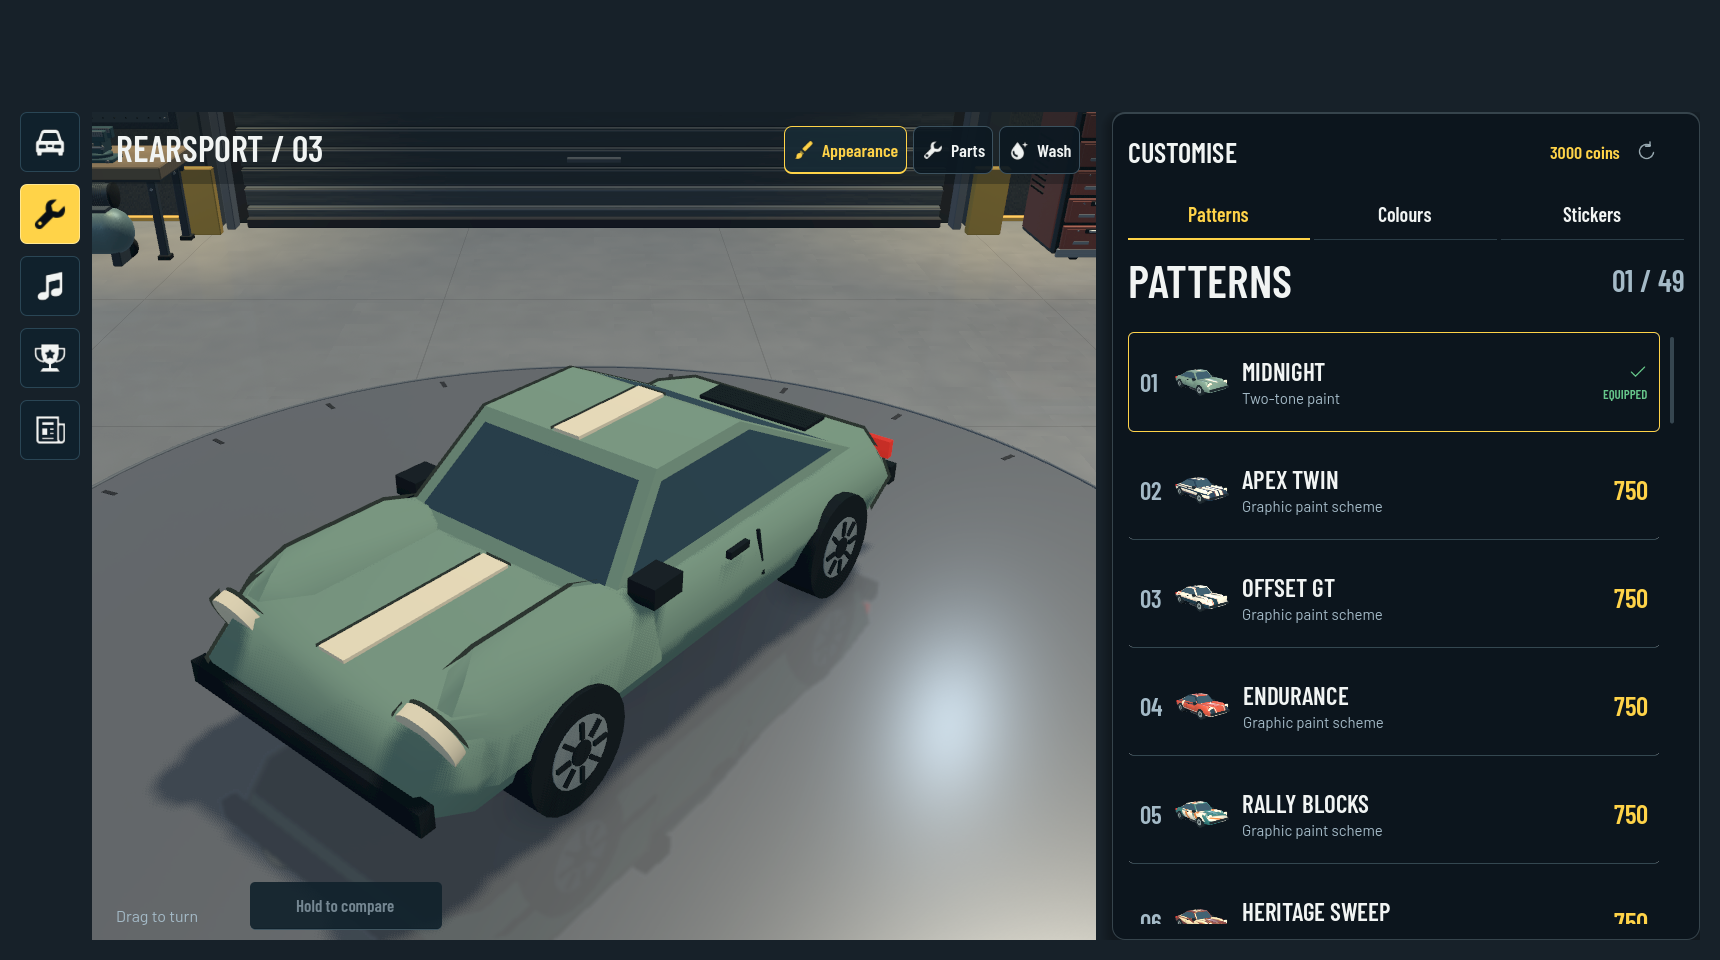 REARSPORT / 03
Appearance
Parts
Wash
CUSTOMISE
3000 coins
Patterns
Colours
Stickers
PATTERNS
01 / 49
01
MIDNIGHT
Two-tone paint
EQUIPPED
02
APEX TWIN
Graphic paint scheme
750
03
OFFSET GT
Graphic paint scheme
750
04
ENDURANCE
Graphic paint scheme
750
05
RALLY BLOCKS
Graphic paint scheme
750
06
HERITAGE SWEEP
750
Drag to turn
Hold to compare